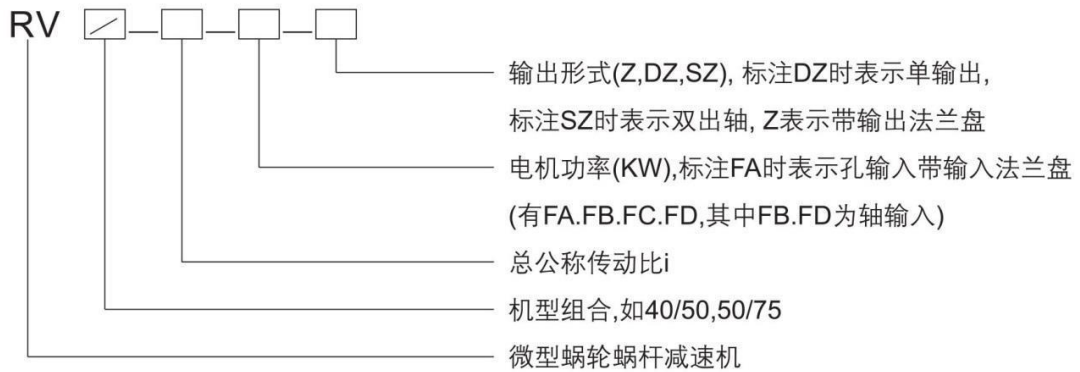 RV
输出形式(Z,DZ,SZ), 标注DZ时表示单输出,
标注SZ时表示双出轴, Z表示带输出法兰盘
电机功率(KW),标注FA时表示孔输入带输入法兰盘
(有FA.FB.FC.FD,其中FB.FD为轴输入)
总公称传动比i
机型组合,如40/50,50/75
微型蜗轮蜗杆减速机